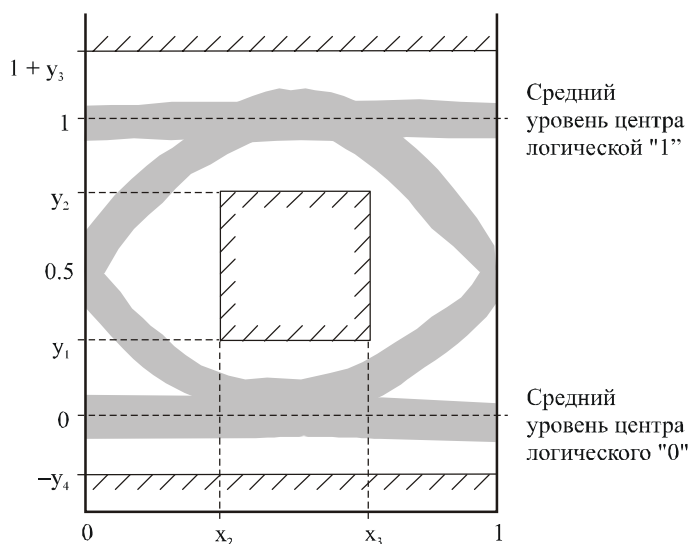 1 + y₃
1
y₂
0.5
y₁
0
–y₄
0
x₂
x₃
1
Средний
уровень центра
логической "1”
Средний
уровень центра
логического "0"